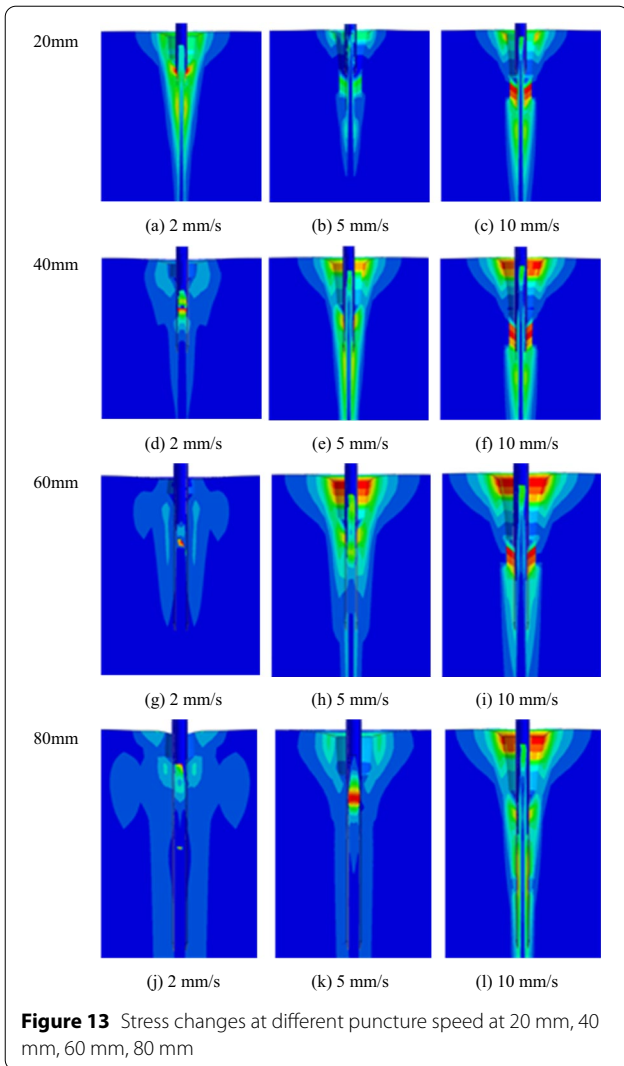 20mm
(a) 2 mm/s (b) 5 mm/s (c) 10 mm/s
40mm
(d) 2 mm/s (e) 5 mm/s (f) 10 mm/s
60mm
(g) 2 mm/s (h) 5 mm/s (i) 10 mm/s
80mm
(j) 2 mm/s (k) 5 mm/s (l) 10 mm/s
Figure 13 Stress changes at different puncture speed at 20 mm, 40
mm, 60 mm, 80 mm